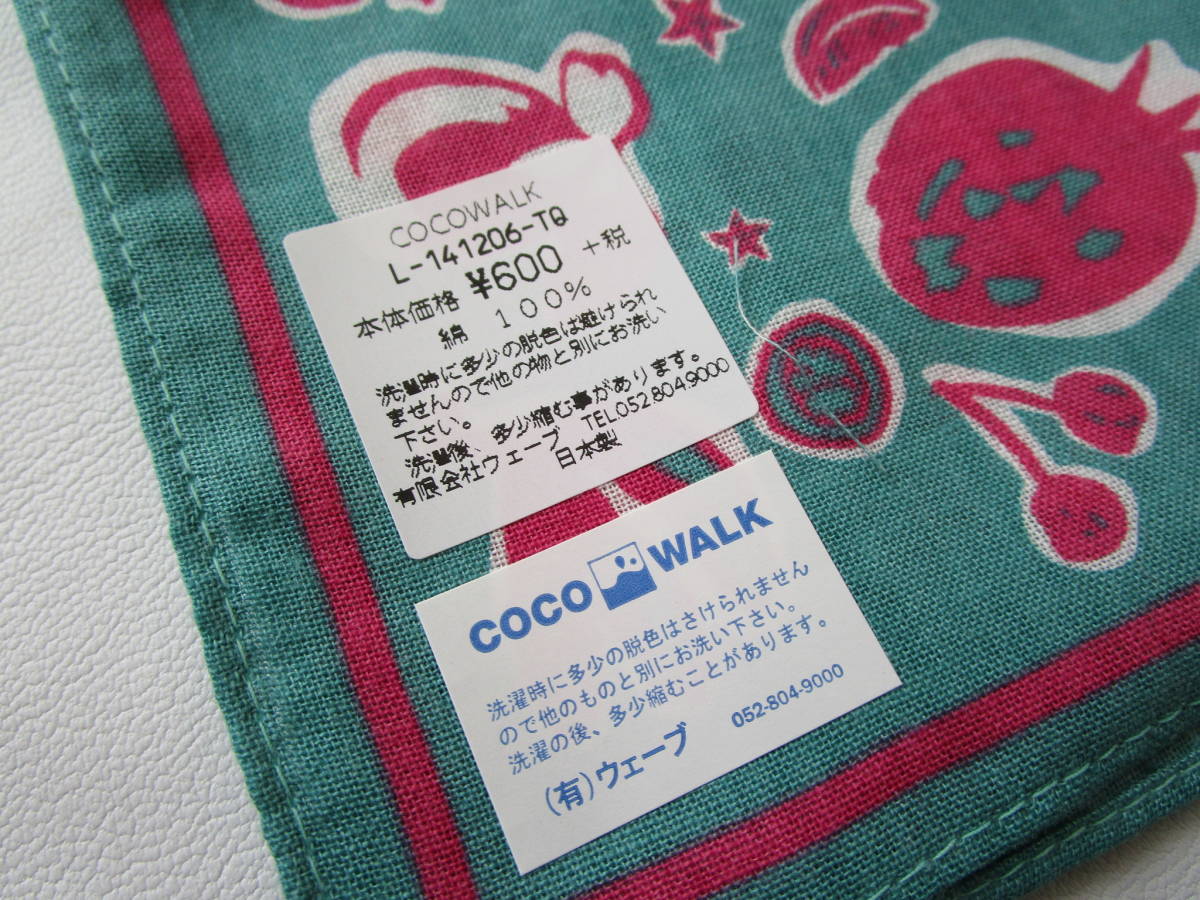 COCOWALK
L-141206-TQ
本体価格 ¥600 +税
綿 100%
洗濯時に多少の脱色は避けられ
ませんので他の物と別にお洗い
下さい。
洗濯後、多少縮む事があります。
有限会社ウェーブ TEL052.804.9000
日本製
COCO WALK
洗濯時に多少の脱色はさけられません
ので他のものと別にお洗い下さい。
洗濯の後、多少縮むことがあります。
(有)ウェーブ 052-804-9000